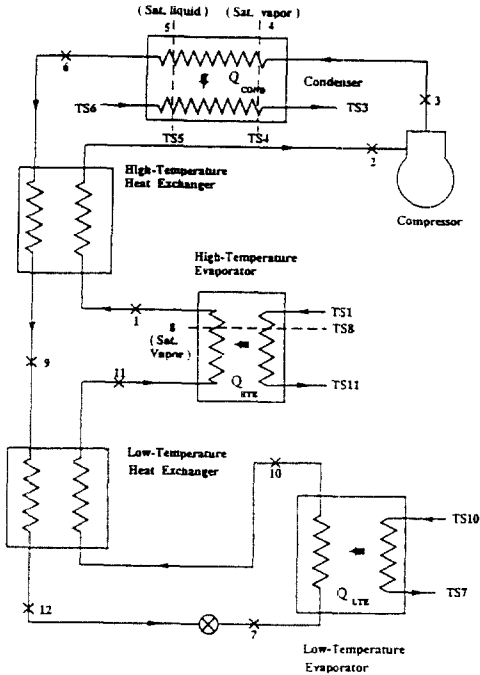 ( Sat. liquid ) ( Sat. vapor )
5 4
6
Q COND
Condenser
TS6 TS3
TS5 TS4
3
2
High-Temperature
Heat Exchanger
Compressor
High-Temperature
Evaporator
1
TS1
8
TS8
( Sat.
Vapor )
9
11
Q HTE
TS11
Low-Temperature
Heat Exchanger
10
TS10
Q LTE
TS7
12
7
Low-Temperature
Evaporator